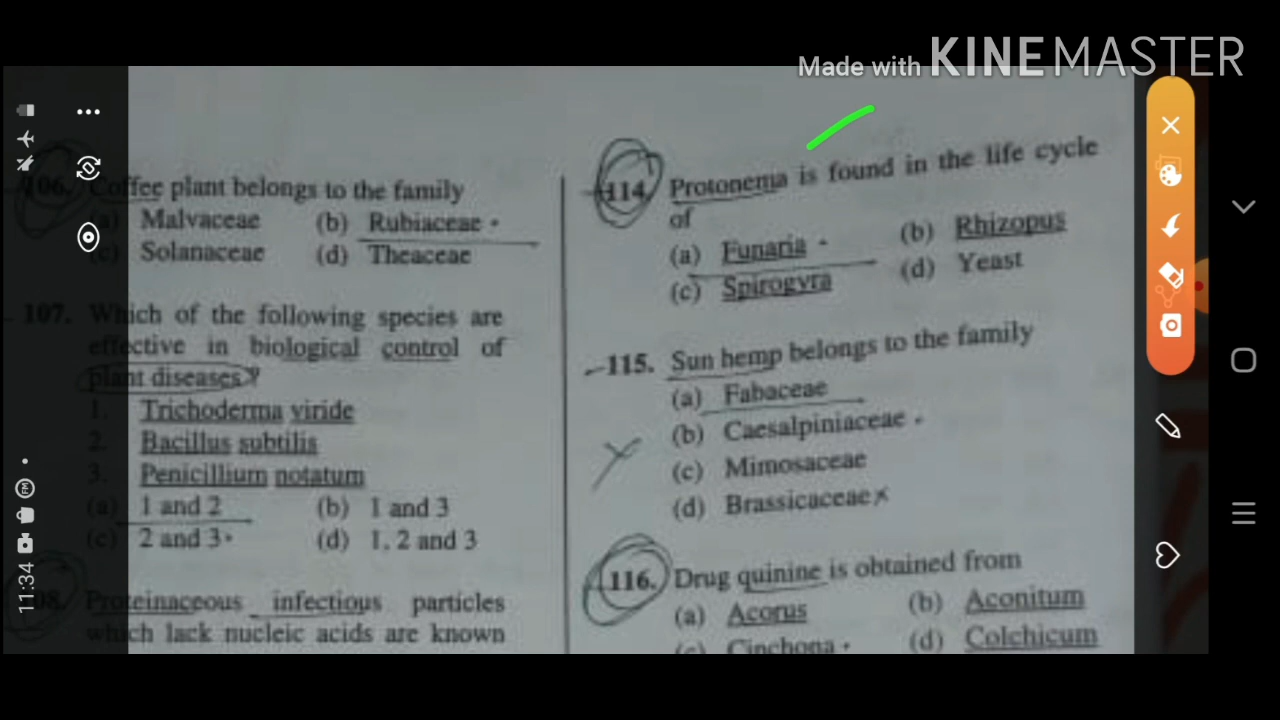 Made with KINEMASTER
106. Coffee plant belongs to the family
(a) Malvaceae (b) Rubiaceae
(c) Solanaceae (d) Theaceae
107. Which of the following species are
effective in biological control of
plant diseases?
1. Trichoderma viride
2. Bacillus subtilis
3. Penicillium notatum
(a) 1 and 2 (b) 1 and 3
(c) 2 and 3 (d) 1, 2 and 3
108. Proteinaceous infectious particles
which lack nucleic acids are known
114. Protonema is found in the life cycle
of
(a) Funaria (b) Rhizopus
(c) Spirogyra (d) Yeast
115. Sun hemp belongs to the family
(a) Fabaceae
(b) Caesalpiniaceae
(c) Mimosaceae
(d) Brassicaceae
116. Drug quinine is obtained from
(a) Acorus (b) Aconitum
(c) Cinchona (d) Colchicum
11:34
FM